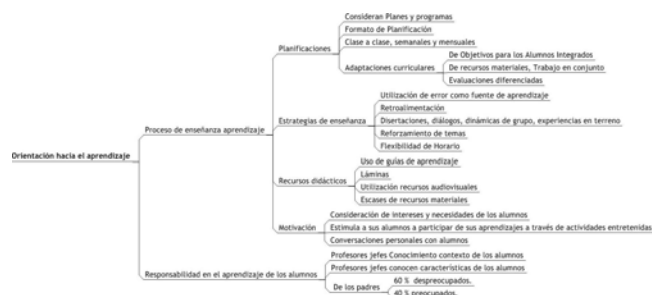 Consideran Planes y programas
Formato de Planificación
Planificaciones
Clase a clase, semanales y mensuales
De Objetivos para los Alumnos Integrados
Adaptaciones curriculares
De recursos materiales, Trabajo en conjunto
Evaluaciones diferenciadas
Utilización de error como fuente de aprendizaje
Retroalimentación
Estrategias de enseñanza
Disertaciones, diálogos, dinámicas de grupo, experiencias en terreno
Proceso de enseñanza aprendizaje
Reforzamiento de temas
Flexibilidad de Horario
Orientación hacia el aprendizaje
Uso de guías de aprendizaje
Láminas
Recursos didácticos
Utilización recursos audiovisuales
Escases de recursos materiales
Consideración de intereses y necesidades de los alumnos
Motivación
Estimula a sus alumnos a participar de sus aprendizajes a través de actividades entretenidas
Conversaciones personales con alumnos
Profesores jefes Conocimiento contexto de los alumnos
Responsabilidad en el aprendizaje de los alumnos
Profesores jefes conocen características de los alumnos
De los padres
60 % despreocupados.
40 % preocupados.